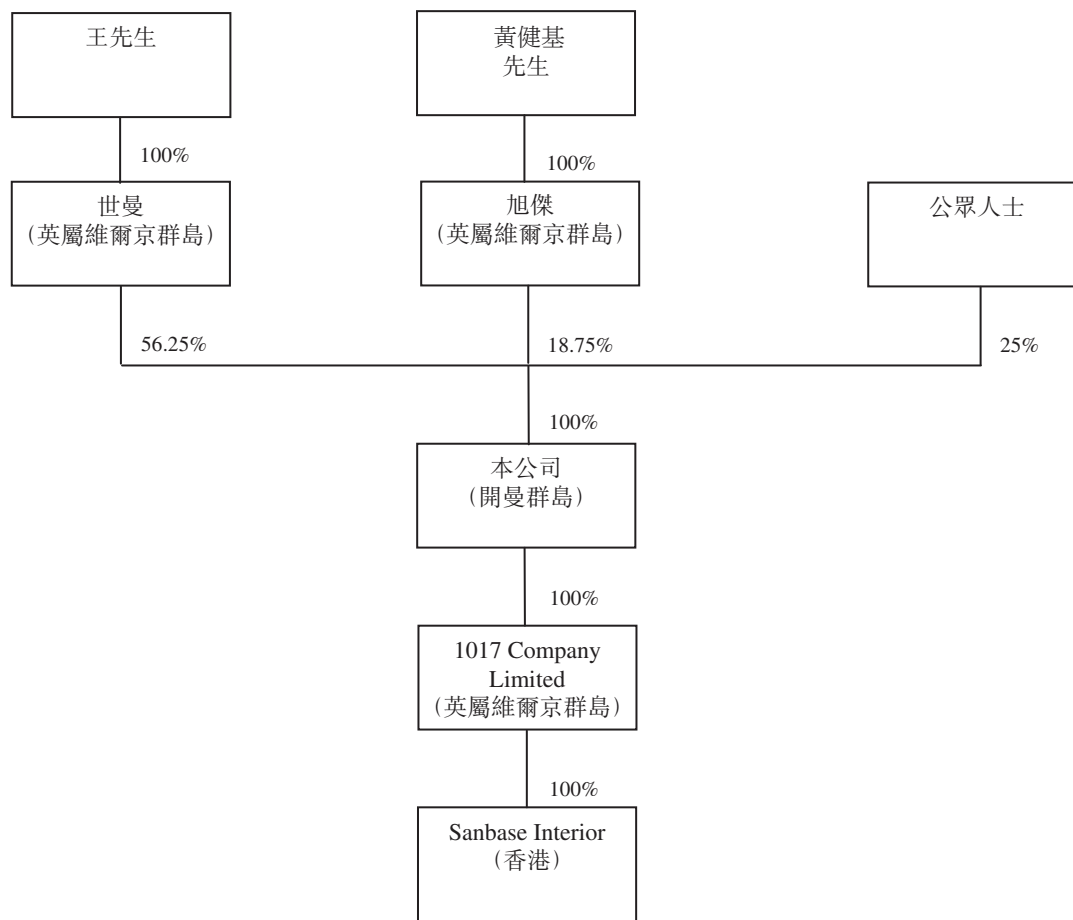 王先生
黃健基
先生
100%
100%
世曼
(英屬維爾京群島)
旭傑
(英屬維爾京群島)
公眾人士
56.25%
18.75%
25%
100%
本公司
(開曼群島)
100%
1017 Company
Limited
(英屬維爾京群島)
100%
Sanbase Interior
(香港)